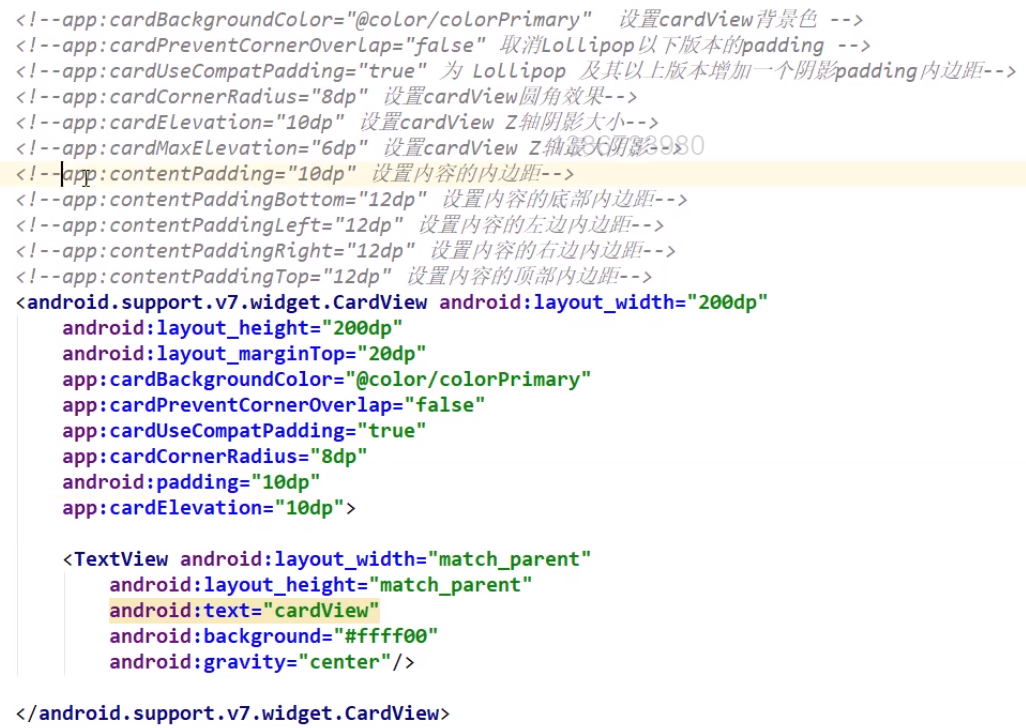 <!--app:cardBackgroundColor="@color/colorPrimary"  设置cardView背景色 -->
<!--app:cardPreventCornerOverlap="false" 取消Lollipop以下版本的padding -->
<!--app:cardUseCompatPadding="true" 为 Lollipop 及其以上版本增加一个阴影padding内边距-->
<!--app:cardCornerRadius="8dp" 设置cardView圆角效果-->
<!--app:cardElevation="10dp" 设置cardView Z轴阴影大小-->
<!--app:cardMaxElevation="6dp" 设置cardView Z轴最大阴影-->
<!--app:contentPadding="10dp" 设置内容的内边距-->
<!--app:contentPaddingBottom="12dp" 设置内容的底部内边距-->
<!--app:contentPaddingLeft="12dp" 设置内容的左边内边距-->
<!--app:contentPaddingRight="12dp" 设置内容的右边内边距-->
<!--app:contentPaddingTop="12dp" 设置内容的顶部内边距-->
<android.support.v7.widget.CardView android:layout_width="200dp"
android:layout_height="200dp"
android:layout_marginTop="20dp"
app:cardBackgroundColor="@color/colorPrimary"
app:cardPreventCornerOverlap="false"
app:cardUseCompatPadding="true"
app:cardCornerRadius="8dp"
android:padding="10dp"
app:cardElevation="10dp">
<TextView android:layout_width="match_parent"
android:layout_height="match_parent"
android:text="cardView"
android:background="#ffff00"
android:gravity="center"/>
</android.support.v7.widget.CardView>